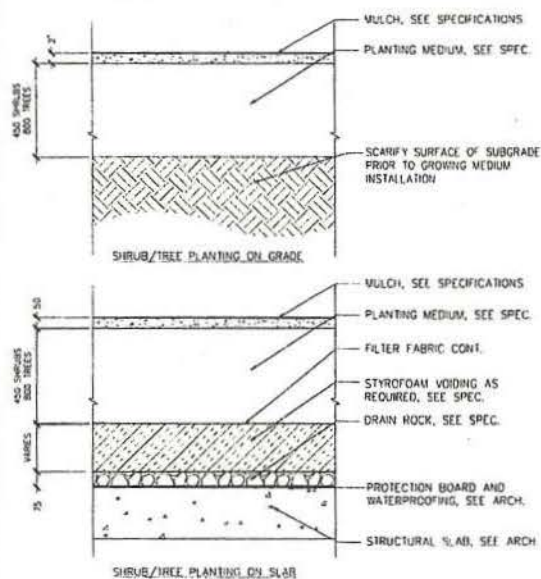 MULCH, SEE SPECIFICATIONS
2"
PLANTING MEDIUM, SEE SPEC.
450 SHRUBS
800 TREES
SCARIFY SURFACE OF SUBGRADE
PRIOR TO GROWING MEDIUM
INSTALLATION
SHRUB/TREE PLANTING ON GRADE
MULCH, SEE SPECIFICATIONS
50
PLANTING MEDIUM, SEE SPEC.
450 SHRUBS
800 TREES
FILTER FABRIC CONT.
STYROFOAM VOIDING AS
REQUIRED, SEE SPEC.
DRAIN ROCK, SEE SPEC.
VARIES
75
PROTECTION BOARD AND
WATERPROOFING, SEE ARCH.
STRUCTURAL SLAB, SEE ARCH
SHRUB/TREE PLANTING ON SLAB